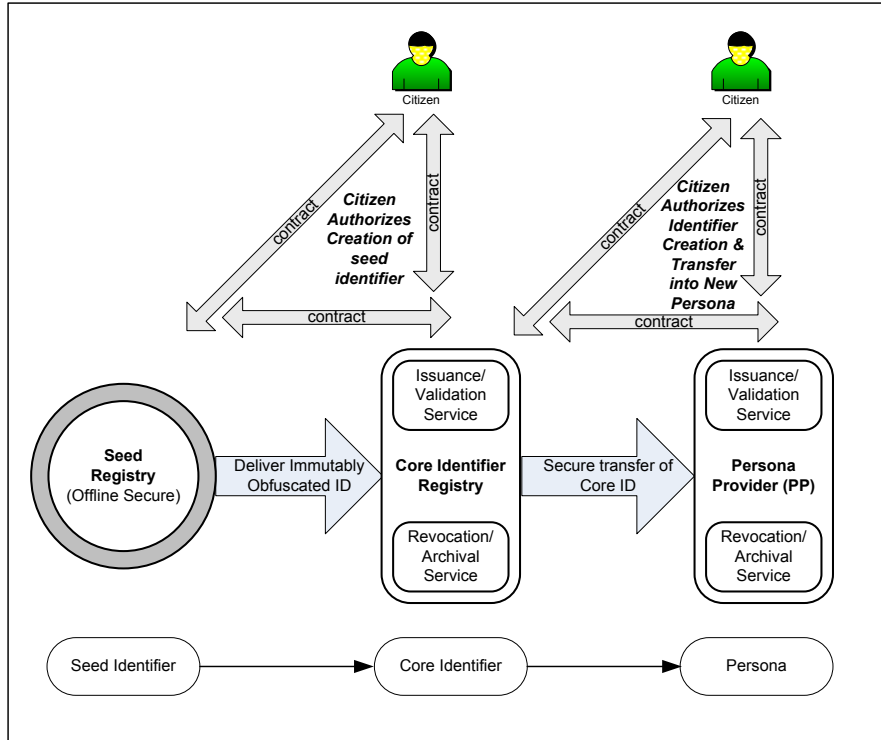 Citizen
Citizen
contract
contract
Citizen
Authorizes
Creation of
seed
identifier
contract
contract
contract
Citizen
Authorizes
Identifier
Creation &
Transfer
into New
Persona
contract
Seed
Registry
(Offline Secure)
Deliver Immutably
Obfuscated ID
Issuance/
Validation
Service
Core Identifier
Registry
Revocation/
Archival
Service
Secure transfer of
Core ID
Issuance/
Validation
Service
Persona
Provider (PP)
Revocation/
Archival
Service
Seed Identifier
Core Identifier
Persona